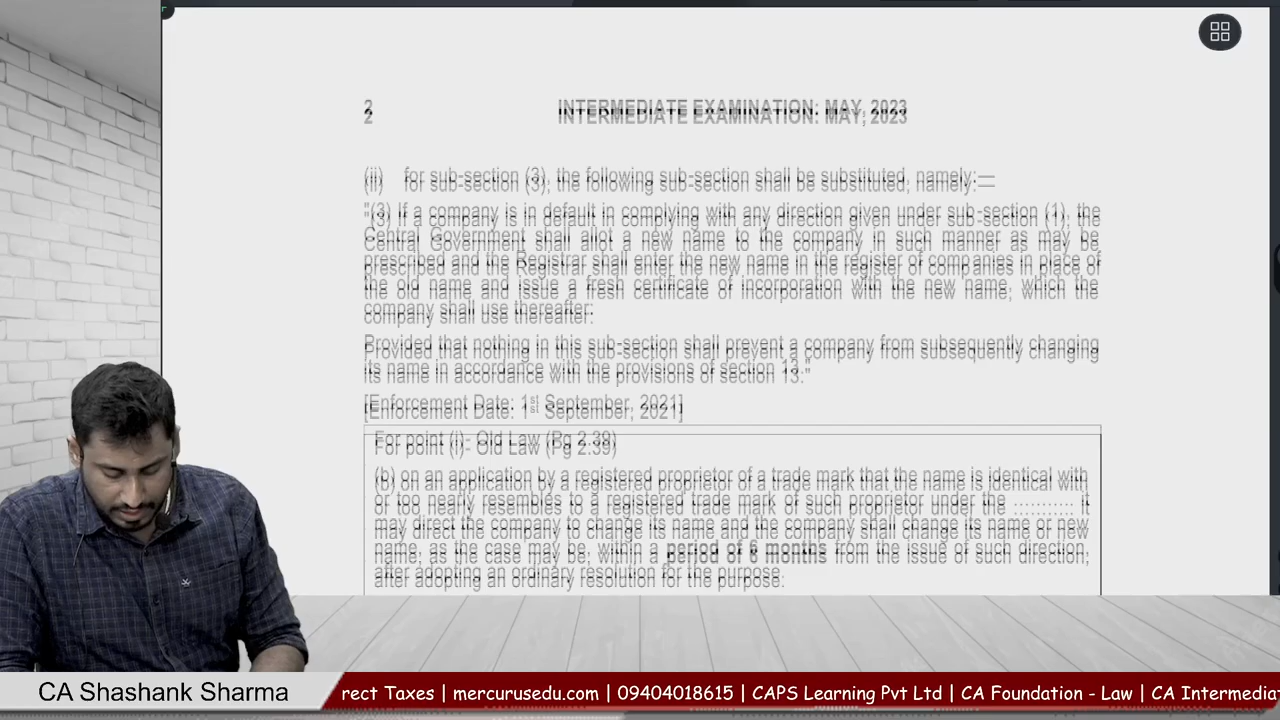 2 INTERMEDIATE EXAMINATION: MAY, 2023
(ii) for sub-section (3), the following sub-section shall be substituted, namely:—
"(3) If a company is in default in complying with any direction given under sub-section (1), the
Central Government shall allot a new name to the company in such manner as may be
prescribed and the Registrar shall enter the new name in the register of companies in place of
the old name and issue a fresh certificate of incorporation with the new name, which the
company shall use thereafter:
Provided that nothing in this sub-section shall prevent a company from subsequently changing
its name in accordance with the provisions of section 13."
[Enforcement Date: 1st September, 2021]
For point (i)- Old Law (Pg 2.39)
(b) on an application by a registered proprietor of a trade mark that the name is identical with
or too nearly resembles to a registered trade mark of such proprietor under the ........... it
may direct the company to change its name and the company shall change its name or new
name, as the case may be, within a period of 6 months from the issue of such direction,
after adopting an ordinary resolution for the purpose.
CA Shashank Sharma
rect Taxes | mercurusedu.com | 09404018615 | CAPS Learning Pvt Ltd | CA Foundation - Law | CA Intermediat